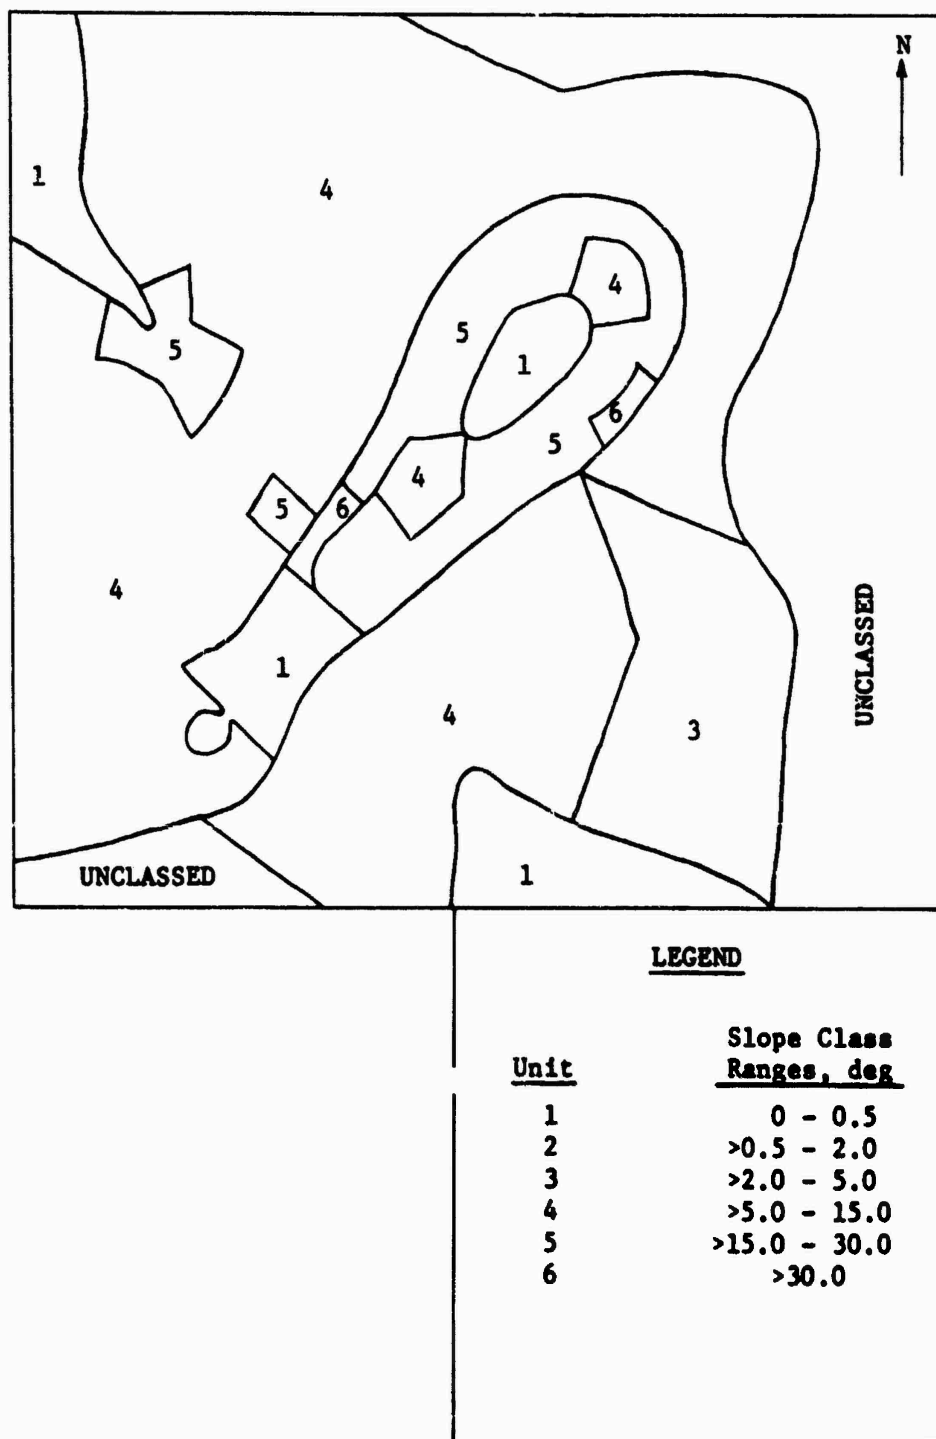 N
1
4
4
5
5
1
6
5
4
5
6
4
1
4
3
UNCLASSED
UNCLASSED
1
LEGEND
Slope Class
Unit Ranges, deg
1 0 - 0.5
2 >0.5 - 2.0
3 >2.0 - 5.0
4 >5.0 - 15.0
5 >15.0 - 30.0
6 >30.0